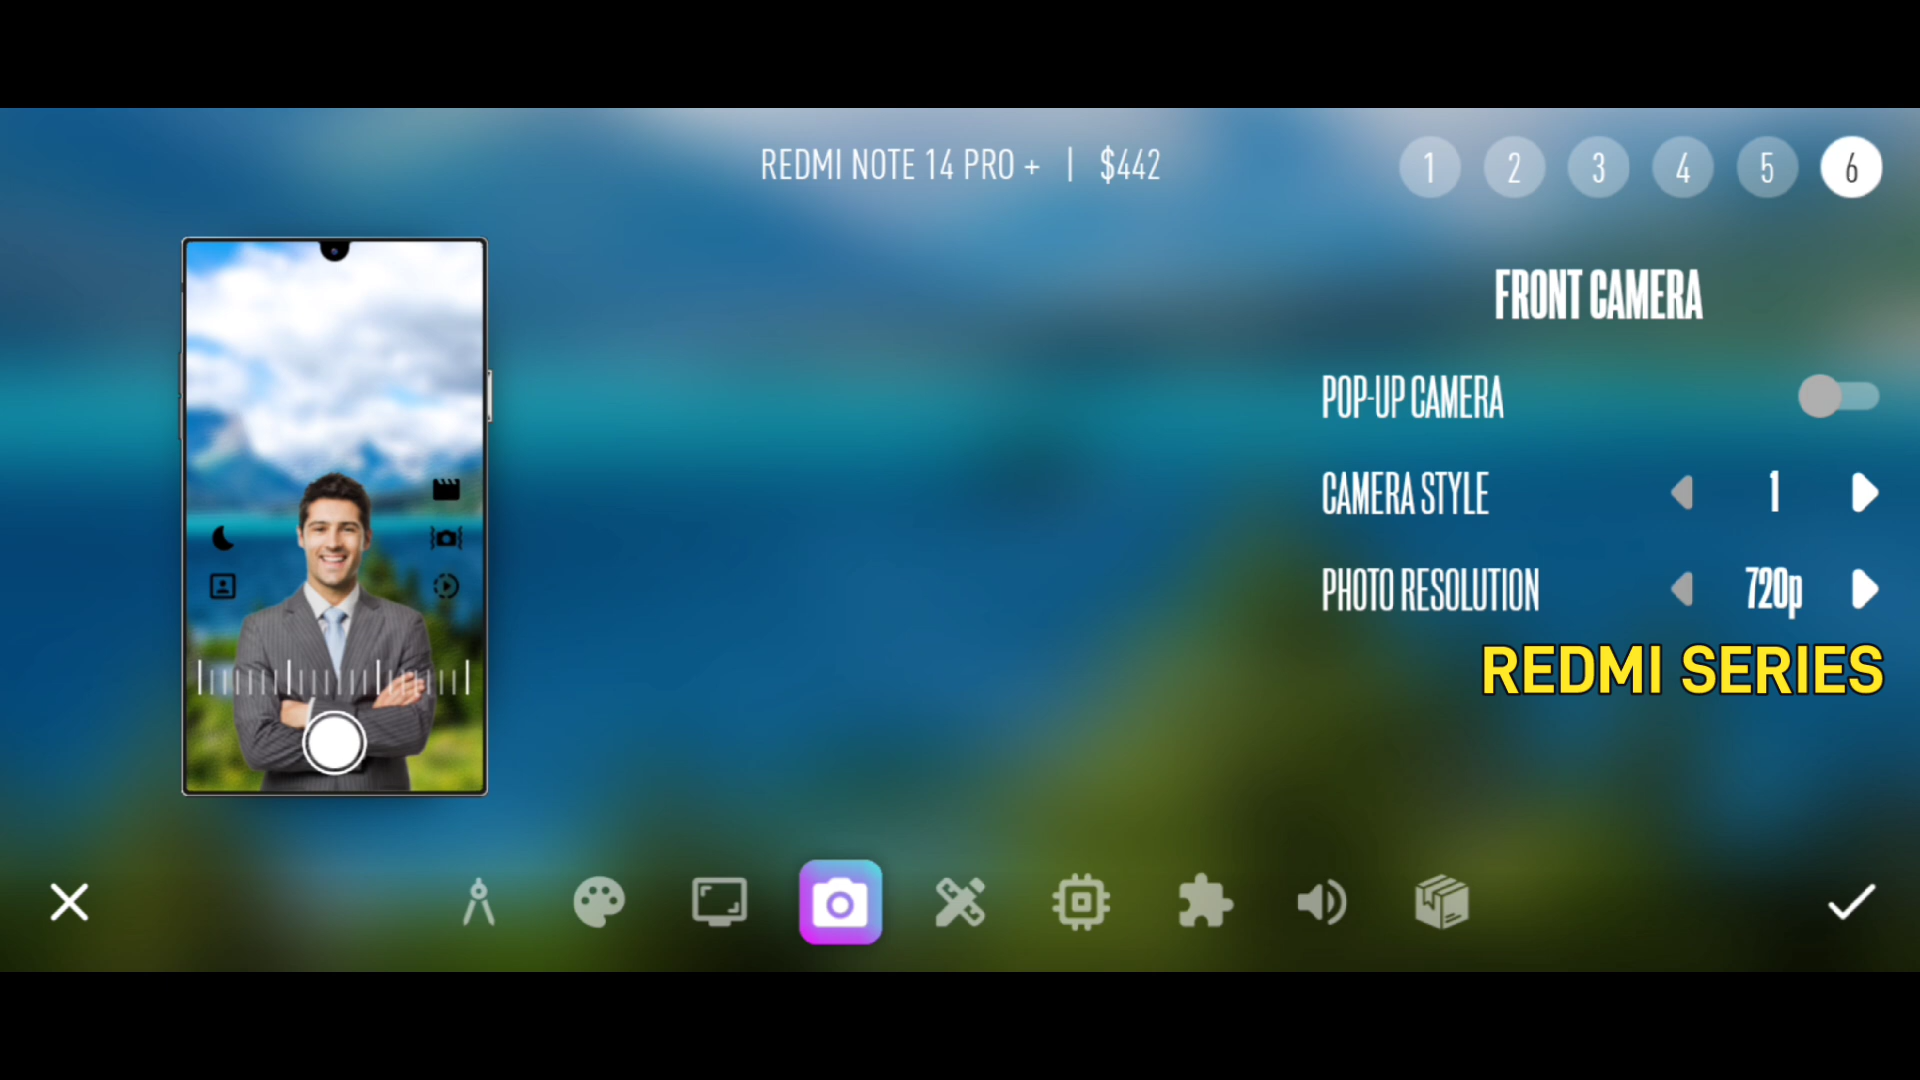 REDMI NOTE 14 PRO + | $442
1 2 3 4 5 6
FRONT CAMERA
POP-UP CAMERA
CAMERA STYLE 1
PHOTO RESOLUTION 720p
REDMI SERIES